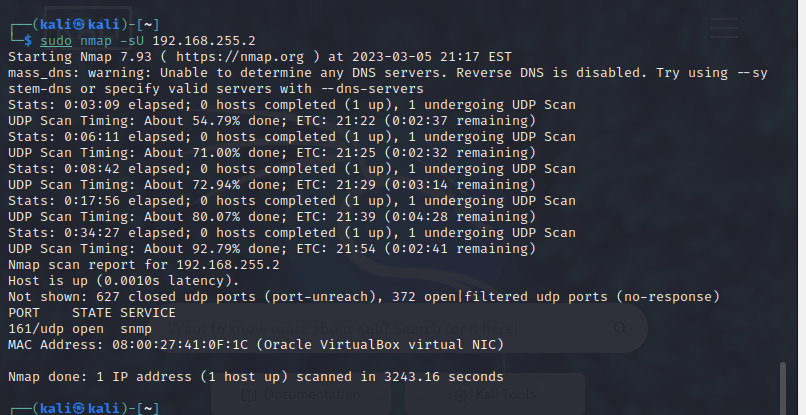 ┌──(kali㉿kali)-[~]
└─$ sudo nmap -sU 192.168.255.2
Starting Nmap 7.93 ( https://nmap.org ) at 2023-03-05 21:17 EST
mass_dns: warning: Unable to determine any DNS servers. Reverse DNS is disabled. Try using --sy
stem-dns or specify valid servers with --dns-servers
Stats: 0:03:09 elapsed; 0 hosts completed (1 up), 1 undergoing UDP Scan
UDP Scan Timing: About 54.79% done; ETC: 21:22 (0:02:37 remaining)
Stats: 0:06:11 elapsed; 0 hosts completed (1 up), 1 undergoing UDP Scan
UDP Scan Timing: About 71.00% done; ETC: 21:25 (0:02:32 remaining)
Stats: 0:08:42 elapsed; 0 hosts completed (1 up), 1 undergoing UDP Scan
UDP Scan Timing: About 72.94% done; ETC: 21:29 (0:03:14 remaining)
Stats: 0:17:56 elapsed; 0 hosts completed (1 up), 1 undergoing UDP Scan
UDP Scan Timing: About 80.07% done; ETC: 21:39 (0:04:28 remaining)
Stats: 0:34:27 elapsed; 0 hosts completed (1 up), 1 undergoing UDP Scan
UDP Scan Timing: About 92.79% done; ETC: 21:54 (0:02:41 remaining)
Nmap scan report for 192.168.255.2
Host is up (0.0010s latency).
Not shown: 627 closed udp ports (port-unreach), 372 open|filtered udp ports (no-response)
PORT    STATE SERVICE
161/udp open  snmp
MAC Address: 08:00:27:41:0F:1C (Oracle VirtualBox virtual NIC)
Nmap done: 1 IP address (1 host up) scanned in 3243.16 seconds
Documentation
Kali Tools
┌──(kali㉿kali)-[~]